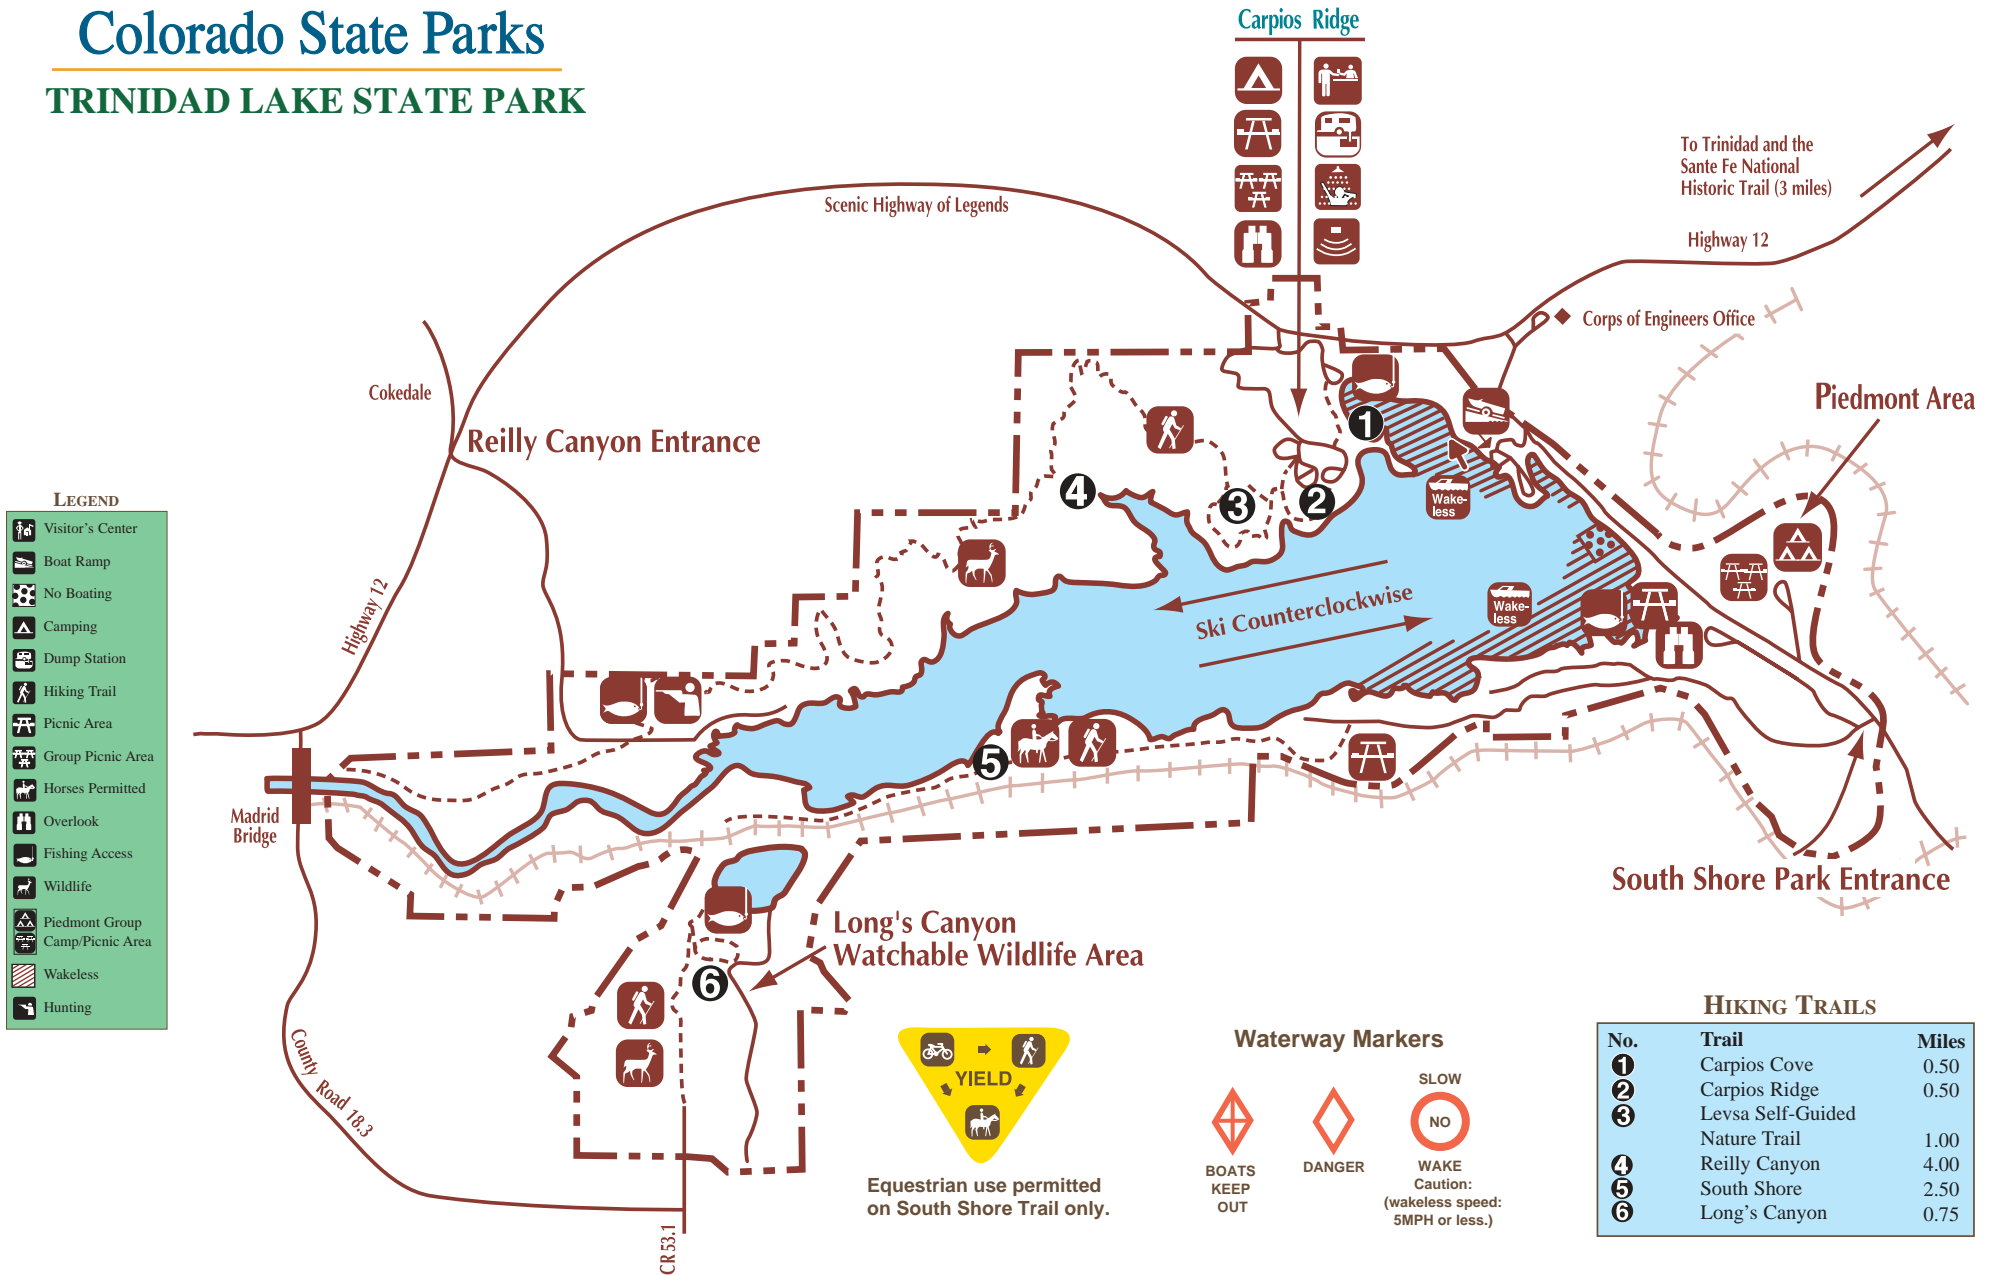 Colorado State Parks
TRINIDAD LAKE STATE PARK
Carpios Ridge
To Trinidad and the
Sante Fe National
Historic Trail (3 miles)
Scenic Highway of Legends
Highway 12
Corps of Engineers Office
Cokedale
Piedmont Area
Reilly Canyon Entrance
1
4
3
2
Wake-
less
LEGEND
Visitor's Center
Boat Ramp
No Boating
Camping
Dump Station
Hiking Trail
Picnic Area
Group Picnic Area
Horses Permitted
Overlook
Fishing Access
Wildlife
Piedmont Group
Camp/Picnic Area
Wakeless
Hunting
Highway 12
Ski Counterclockwise
Wake-
less
5
Madrid
Bridge
South Shore Park Entrance
Long's Canyon
Watchable Wildlife Area
6
County Road 18.3
CR 53.1
YIELD
Equestrian use permitted
on South Shore Trail only.
Waterway Markers
BOATS
KEEP
OUT
DANGER
SLOW
NO
WAKE
Caution:
(wakeless speed:
5MPH or less.)
HIKING TRAILS
No. Trail Miles
1 Carpios Cove 0.50
2 Carpios Ridge 0.50
3 Levsa Self-Guided
Nature Trail 1.00
4 Reilly Canyon 4.00
5 South Shore 2.50
6 Long's Canyon 0.75